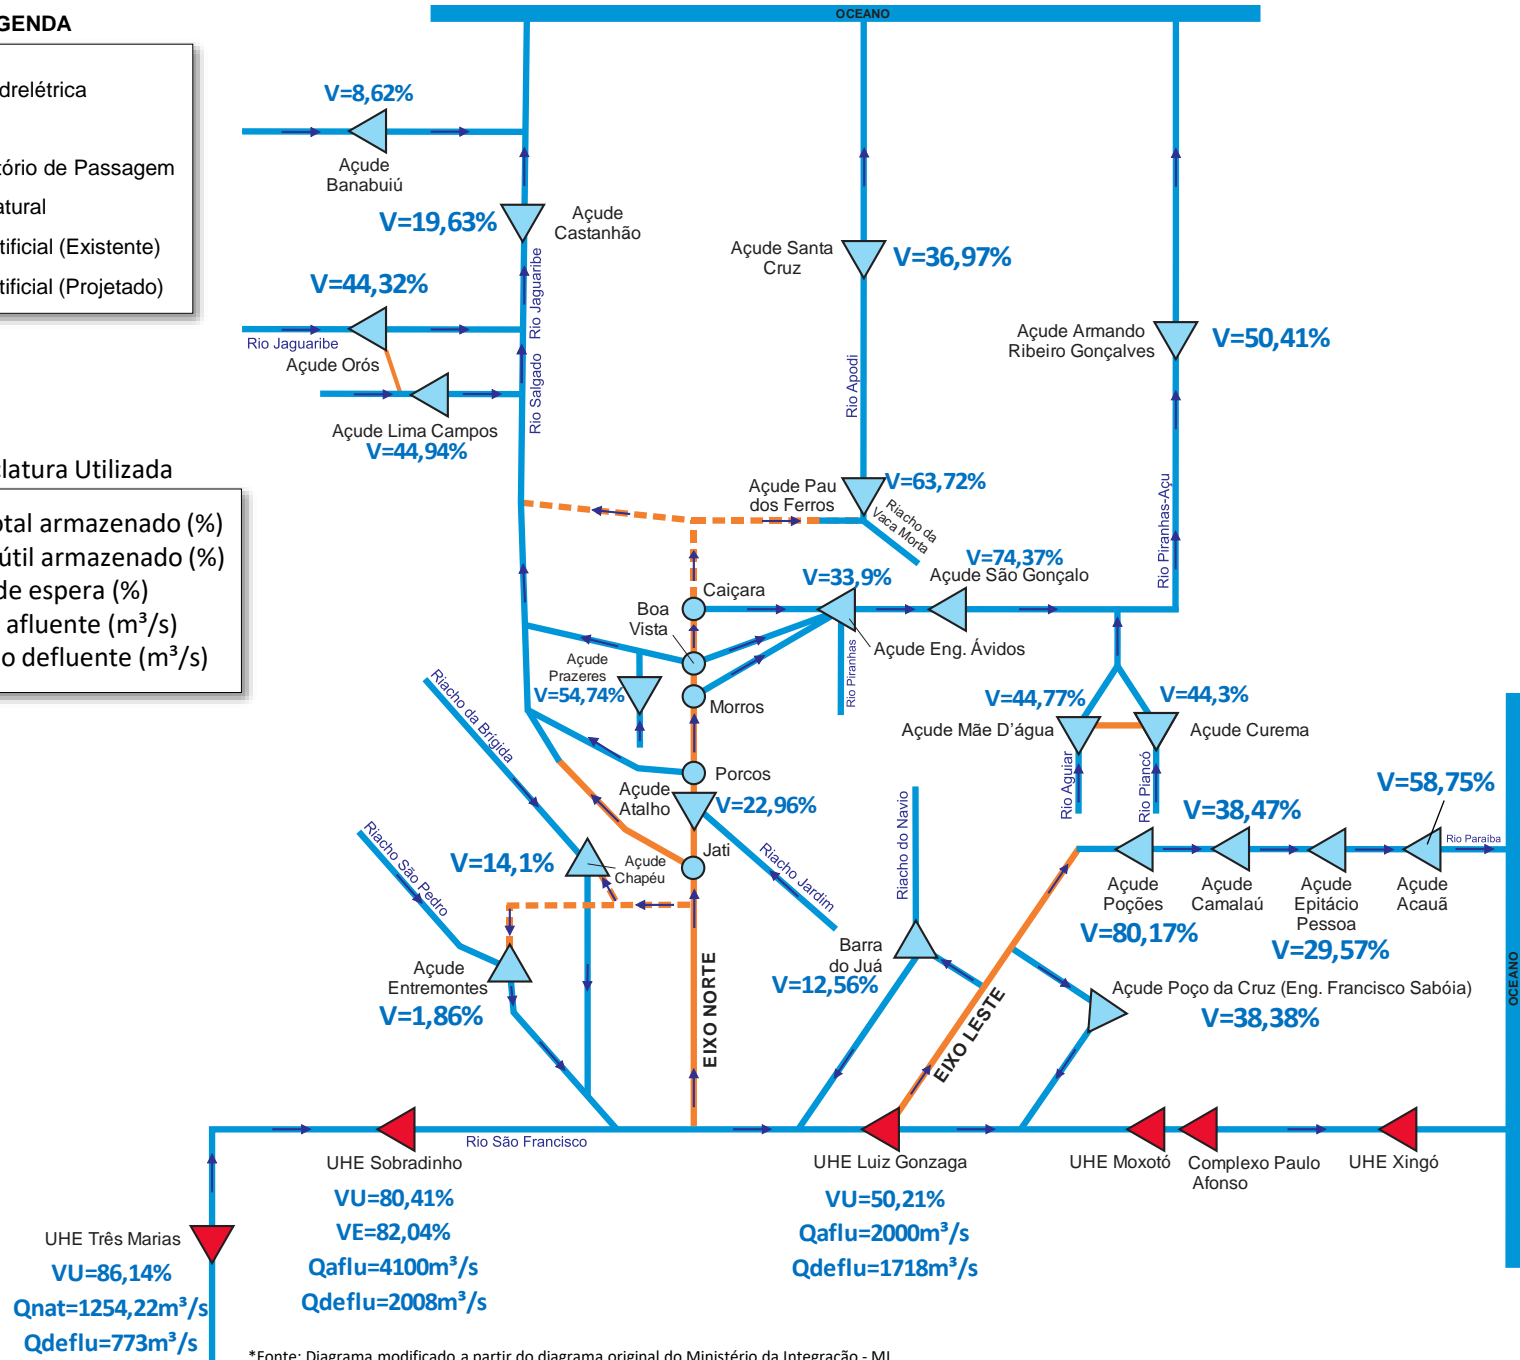 GENDA
drelétrica
tório de Passagem
atural
tificial (Existente)
tificial (Projetado)
clatura Utilizada
otal armazenado (%)
útil armazenado (%)
de espera (%)
afluente (m³/s)
o defluente (m³/s)
OCEANO
V=8,62%
Açude
Banabuiú
V=19,63%
Açude
Castanhão
V=44,32%
Rio Jaguaribe
Açude Orós
Rio Jaguaribe
Rio Salgado
Açude Lima Campos
V=44,94%
Açude Santa
Cruz
V=36,97%
Rio Apodi
Açude Armando
Ribeiro Gonçalves
V=50,41%
Rio Piranhas-Açu
Açude Pau
dos Ferros
V=63,72%
Riacho da
Vaca Morta
V=74,37%
Açude São Gonçalo
V=33,9%
Açude Eng. Ávidos
Rio Piranhas
Caiçara
Boa
Vista
Morros
Açude
Prazeres
V=54,74%
Porcos
Açude
Atalho
V=22,96%
Jati
Riacho Jardim
Riacho da Brígida
Riacho São Pedro
V=14,1%
Açude
Chapéu
Açude
Entremontes
V=1,86%
EIXO NORTE
V=44,77%
Açude Mãe D'água
V=44,3%
Açude Curema
Rio Aguiar
Rio Piancó
V=58,75%
V=38,47%
Rio Paraíba
Açude
Poções
V=80,17%
Açude
Camalaú
Açude
Epitácio
Pessoa
V=29,57%
Açude
Acauã
Riacho do Navio
Barra
do Juá
V=12,56%
EIXO LESTE
Açude Poço da Cruz (Eng. Francisco Sabóia)
V=38,38%
OCEANO
Rio São Francisco
UHE Sobradinho
VU=80,41%
VE=82,04%
Qaflu=4100m³/s
Qdeflu=2008m³/s
UHE Luiz Gonzaga
VU=50,21%
Qaflu=2000m³/s
Qdeflu=1718m³/s
UHE Moxotó
Complexo Paulo
Afonso
UHE Xingó
UHE Três Marias
VU=86,14%
Qnat=1254,22m³/s
Qdeflu=773m³/s
*Fonte: Diagrama modificado a partir do diagrama original do Ministério da Integração - MI